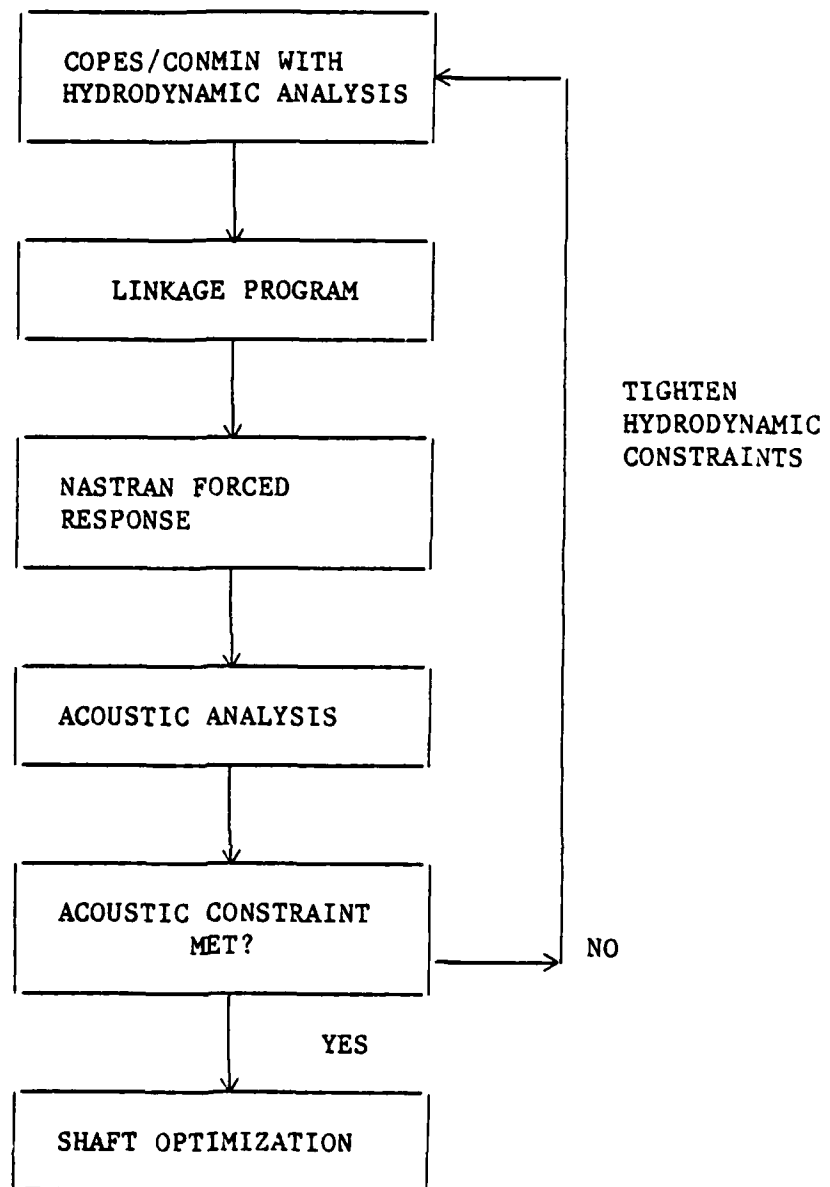 COPES/CONMIN WITH
HYDRODYNAMIC ANALYSIS
LINKAGE PROGRAM
TIGHTEN
HYDRODYNAMIC
CONSTRAINTS
NASTRAN FORCED
RESPONSE
ACOUSTIC ANALYSIS
ACOUSTIC CONSTRAINT
MET?
NO
YES
SHAFT OPTIMIZATION